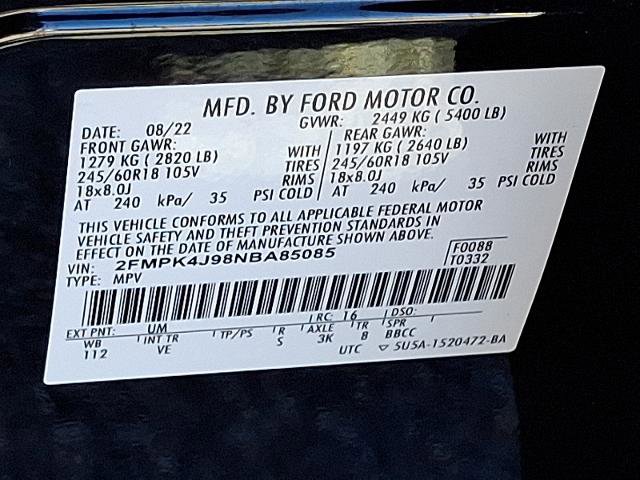 MFD. BY FORD MOTOR CO.
DATE: 08/22 GVWR: 2449 KG ( 5400 LB)
FRONT GAWR: REAR GAWR:
1279 KG ( 2820 LB) WITH 1197 KG ( 2640 LB) WITH
245/60R18 105V TIRES 245/60R18 105V TIRES
18x8.0J RIMS 18x8.0J RIMS
AT 240 kPa/ 35 PSI COLD AT 240 kPa/ 35 PSI COLD
THIS VEHICLE CONFORMS TO ALL APPLICABLE FEDERAL MOTOR
VEHICLE SAFETY AND THEFT PREVENTION STANDARDS IN
EFFECT ON THE DATE OF MANUFACTURE SHOWN ABOVE.
VIN: 2FMPK4J98NBA85085 F0088
TYPE: MPV T0332
EXT PNT: UM RC: 16 DSO:
WB INT TR TP/PS R AXLE TR SPR
112 VE S 3K 8 BBCC
UTC ▽ 5U5A-1520472-BA